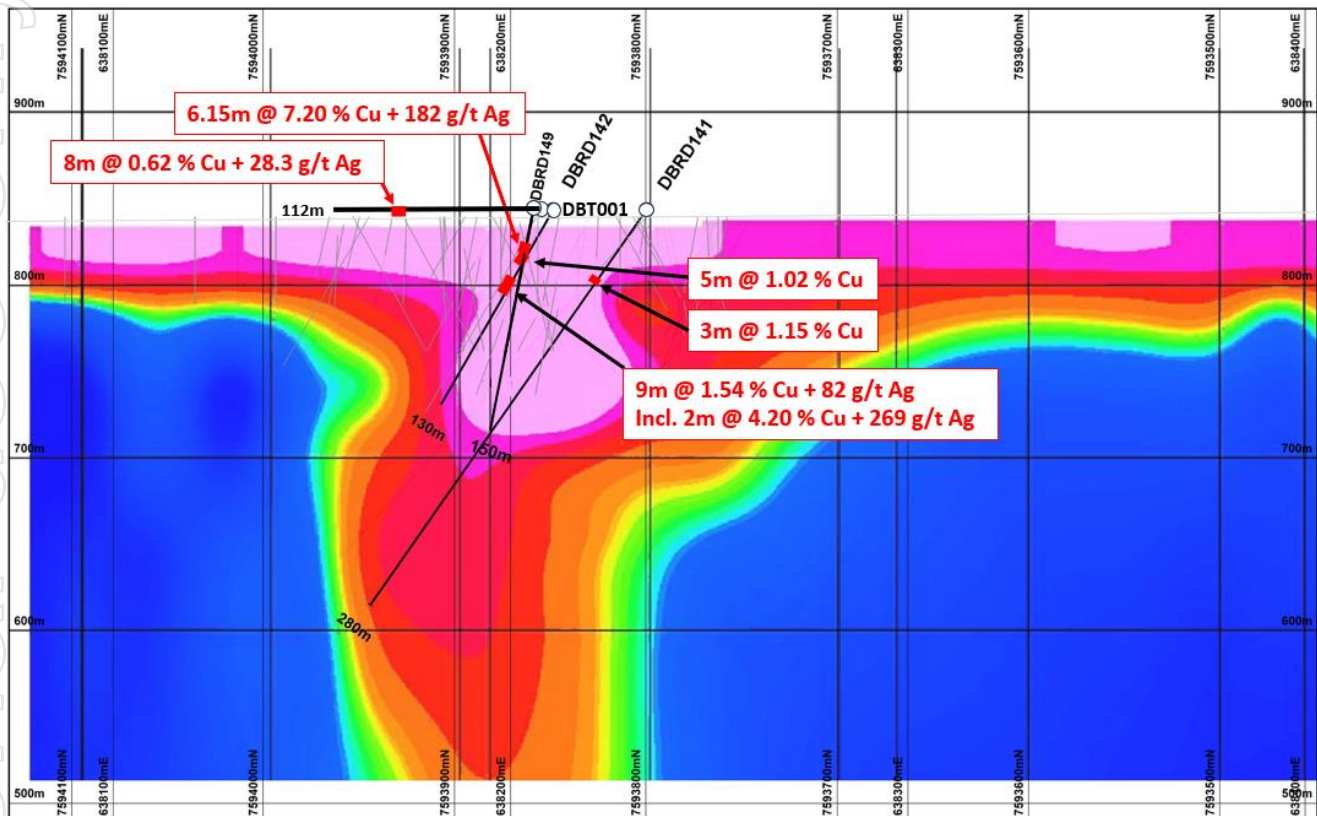 7594100mN
638100mE
7594000mN
7593900mN
638200mE
7593800mN
7593700mN
638300mE
7593600mN
7593500mN
638400mE
900m
900m
6.15m @ 7.20 % Cu + 182 g/t Ag
8m @ 0.62 % Cu + 28.3 g/t Ag
DBRD149
DBRD142
DBRD141
112m
DBT001
800m
800m
5m @ 1.02 % Cu
3m @ 1.15 % Cu
9m @ 1.54 % Cu + 82 g/t Ag
Incl. 2m @ 4.20 % Cu + 269 g/t Ag
130m
150m
700m
700m
280m
600m
600m
7594100mN
638100mE
7594000mN
7593900mN
638200mE
7593800mN
7593700mN
638300mE
7593600mN
7593500mN
500m
500m